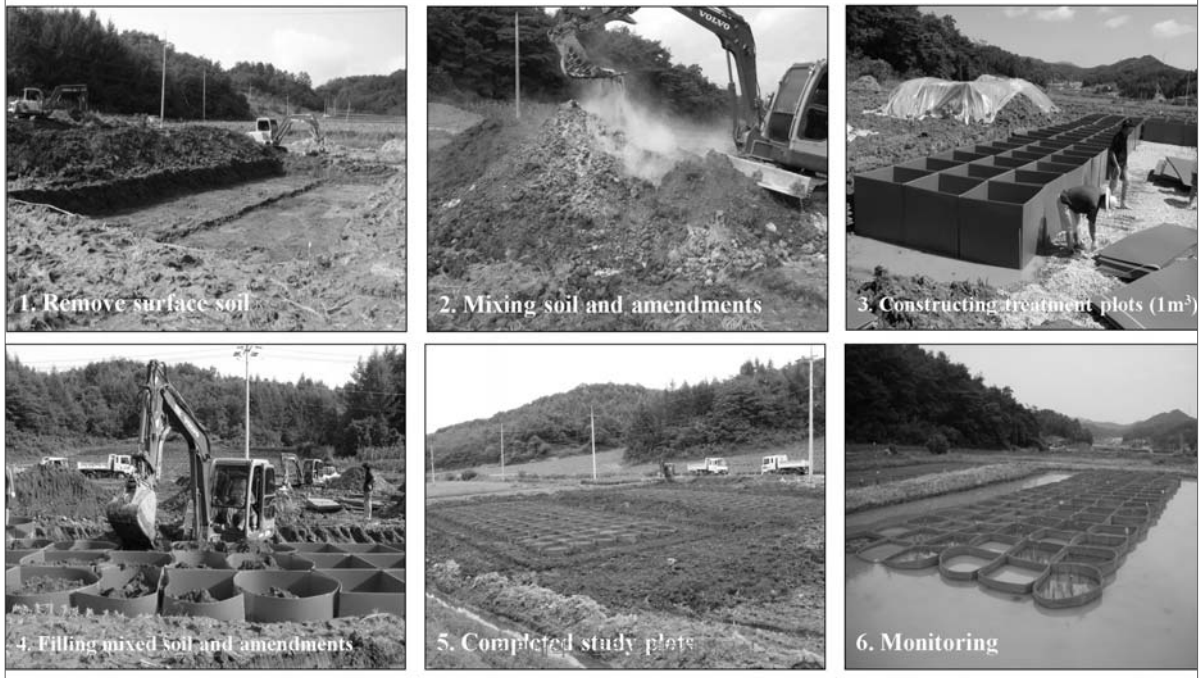 VOLVO
1. Remove surface soil
2. Mixing soil and amendments
3. Constructing treatment plots (1m³)
4. Filling mixed soil and amendments
5. Completed study plots
6. Monitoring